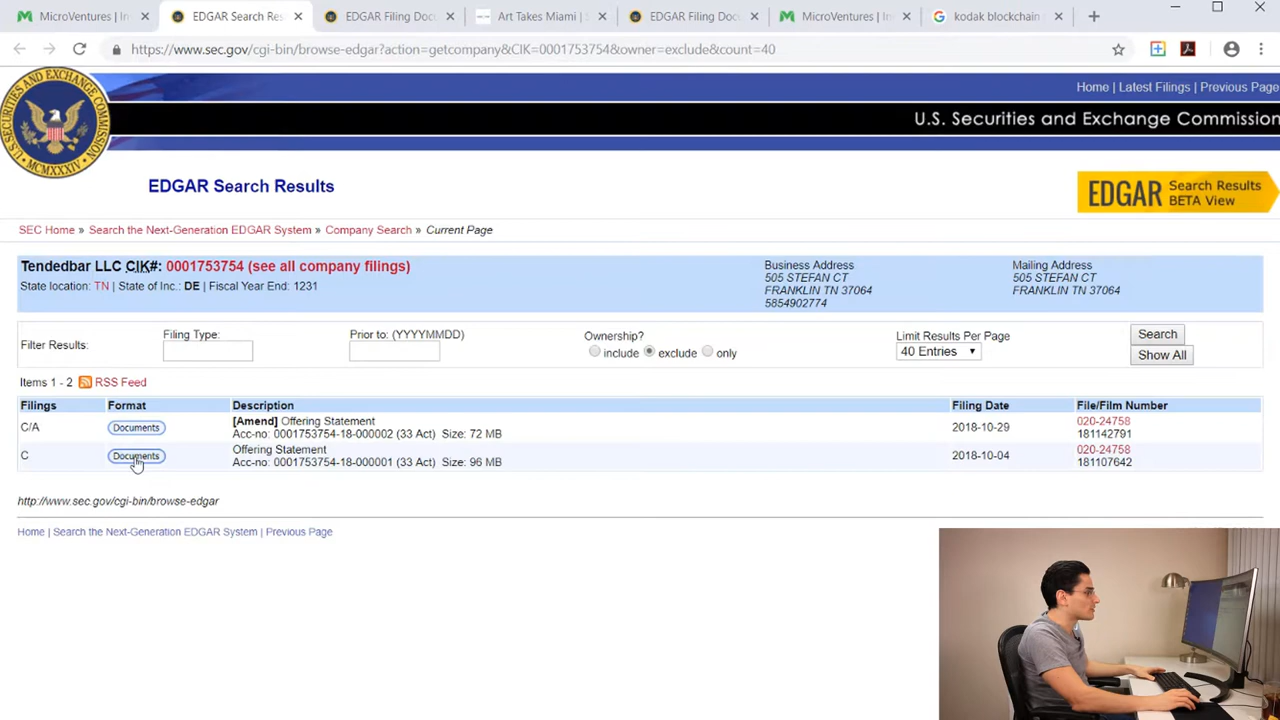 MicroVentures | In
EDGAR Search Res
EDGAR Filing Doc
Art Takes Miami |
EDGAR Filing Doc
MicroVentures | In
kodak blockchain
https://www.sec.gov/cgi-bin/browse-edgar?action=getcompany&CIK=0001753754&owner=exclude&count=40
Home | Latest Filings | Previous Page
U.S. Securities and Exchange Commission
MCMXXXIV
EDGAR Search Results
EDGAR Search Results
BETA View
SEC Home » Search the Next-Generation EDGAR System » Company Search » Current Page
Tendedbar LLC CIK#: 0001753754 (see all company filings)
State location: TN | State of Inc.: DE | Fiscal Year End: 1231
Business Address
505 STEFAN CT
FRANKLIN TN 37064
5854902774
Mailing Address
505 STEFAN CT
FRANKLIN TN 37064
Filter Results:
Filing Type:
Prior to: (YYYYMMDD)
Ownership?
include exclude only
Limit Results Per Page
40 Entries
Search
Show All
Items 1 - 2 RSS Feed
Filings Format Description Filing Date File/Film Number
C/A Documents [Amend] Offering Statement 2018-10-29 020-24758
Acc-no: 0001753754-18-000002 (33 Act) Size: 72 MB 181142791
C Documents Offering Statement 2018-10-04 020-24758
Acc-no: 0001753754-18-000001 (33 Act) Size: 96 MB 181107642
http://www.sec.gov/cgi-bin/browse-edgar
Home | Search the Next-Generation EDGAR System | Previous Page